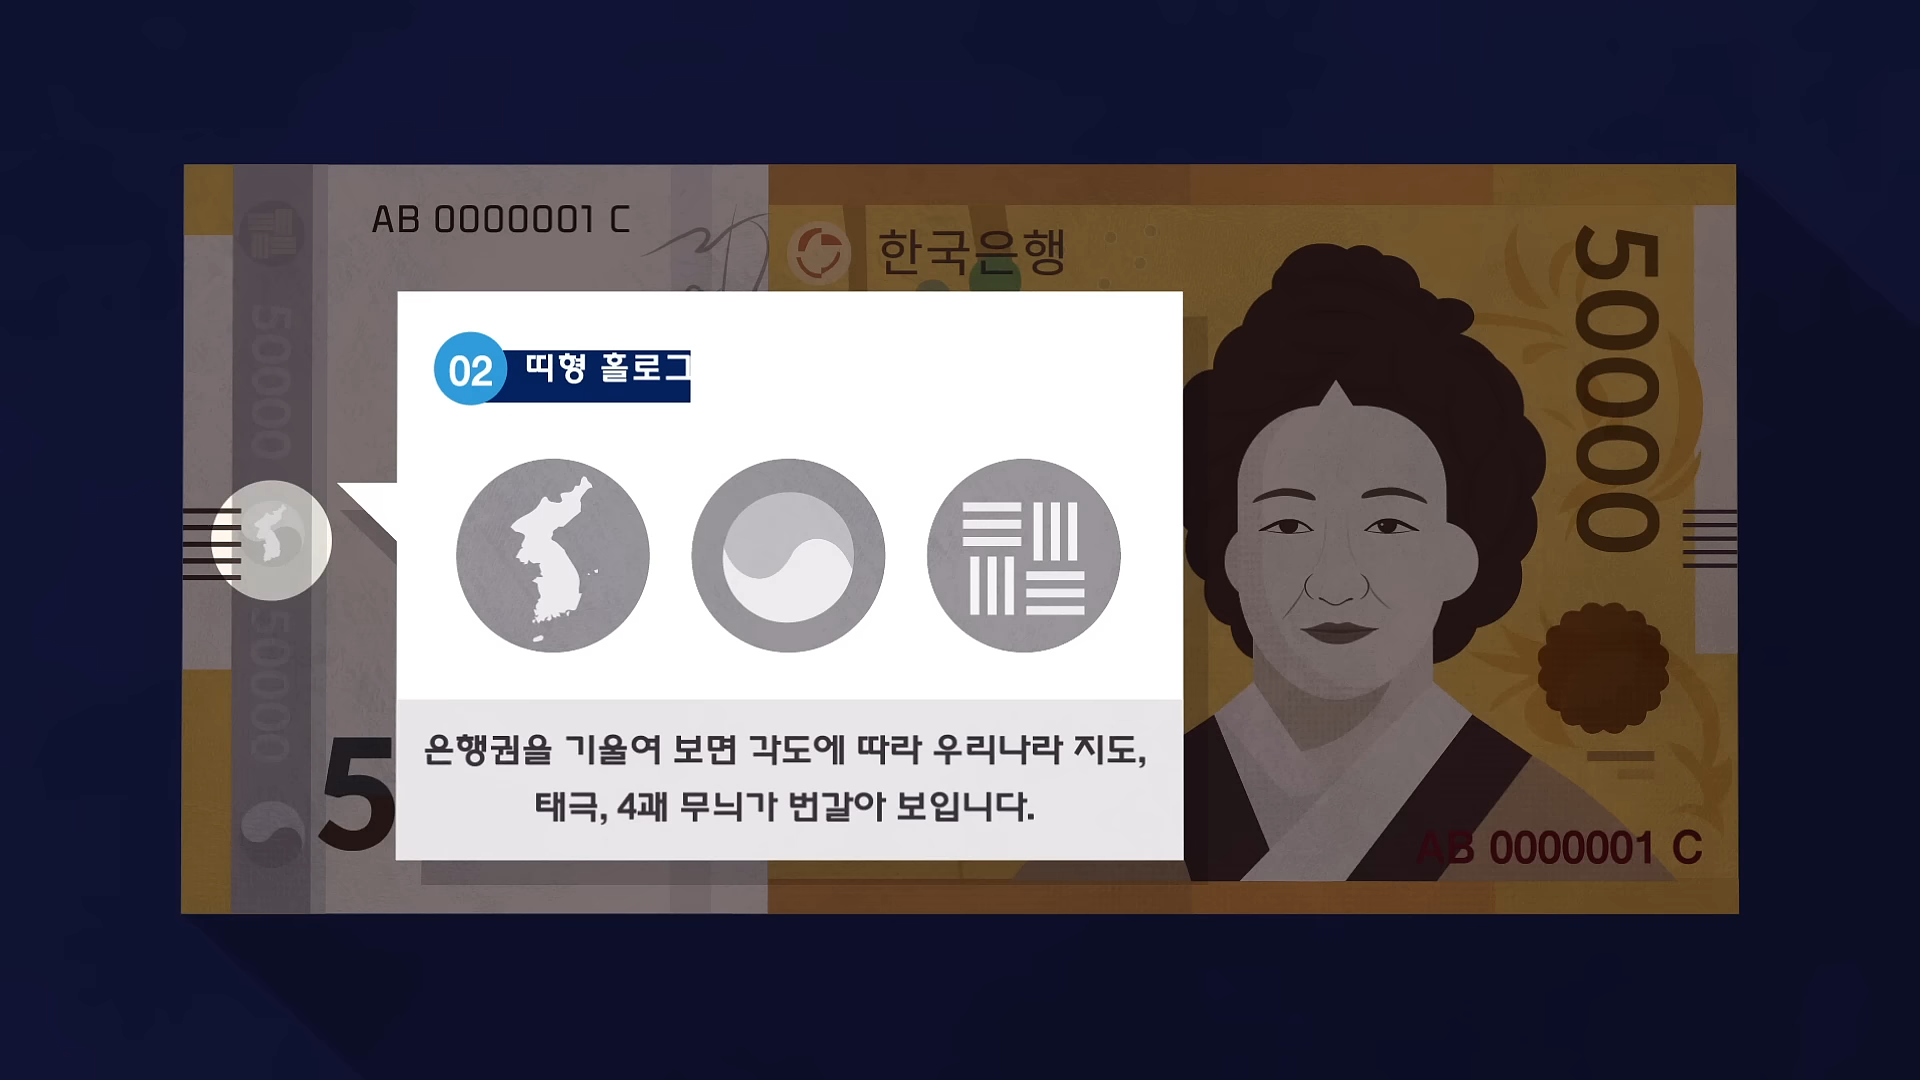 AB 0000001 C
한국은행
50000
02 띠형 홀로그
50000
50000
5
은행권을 기울여 보면 각도에 따라 우리나라 지도,
태극, 4괘 무늬가 번갈아 보입니다.
AB 0000001 C